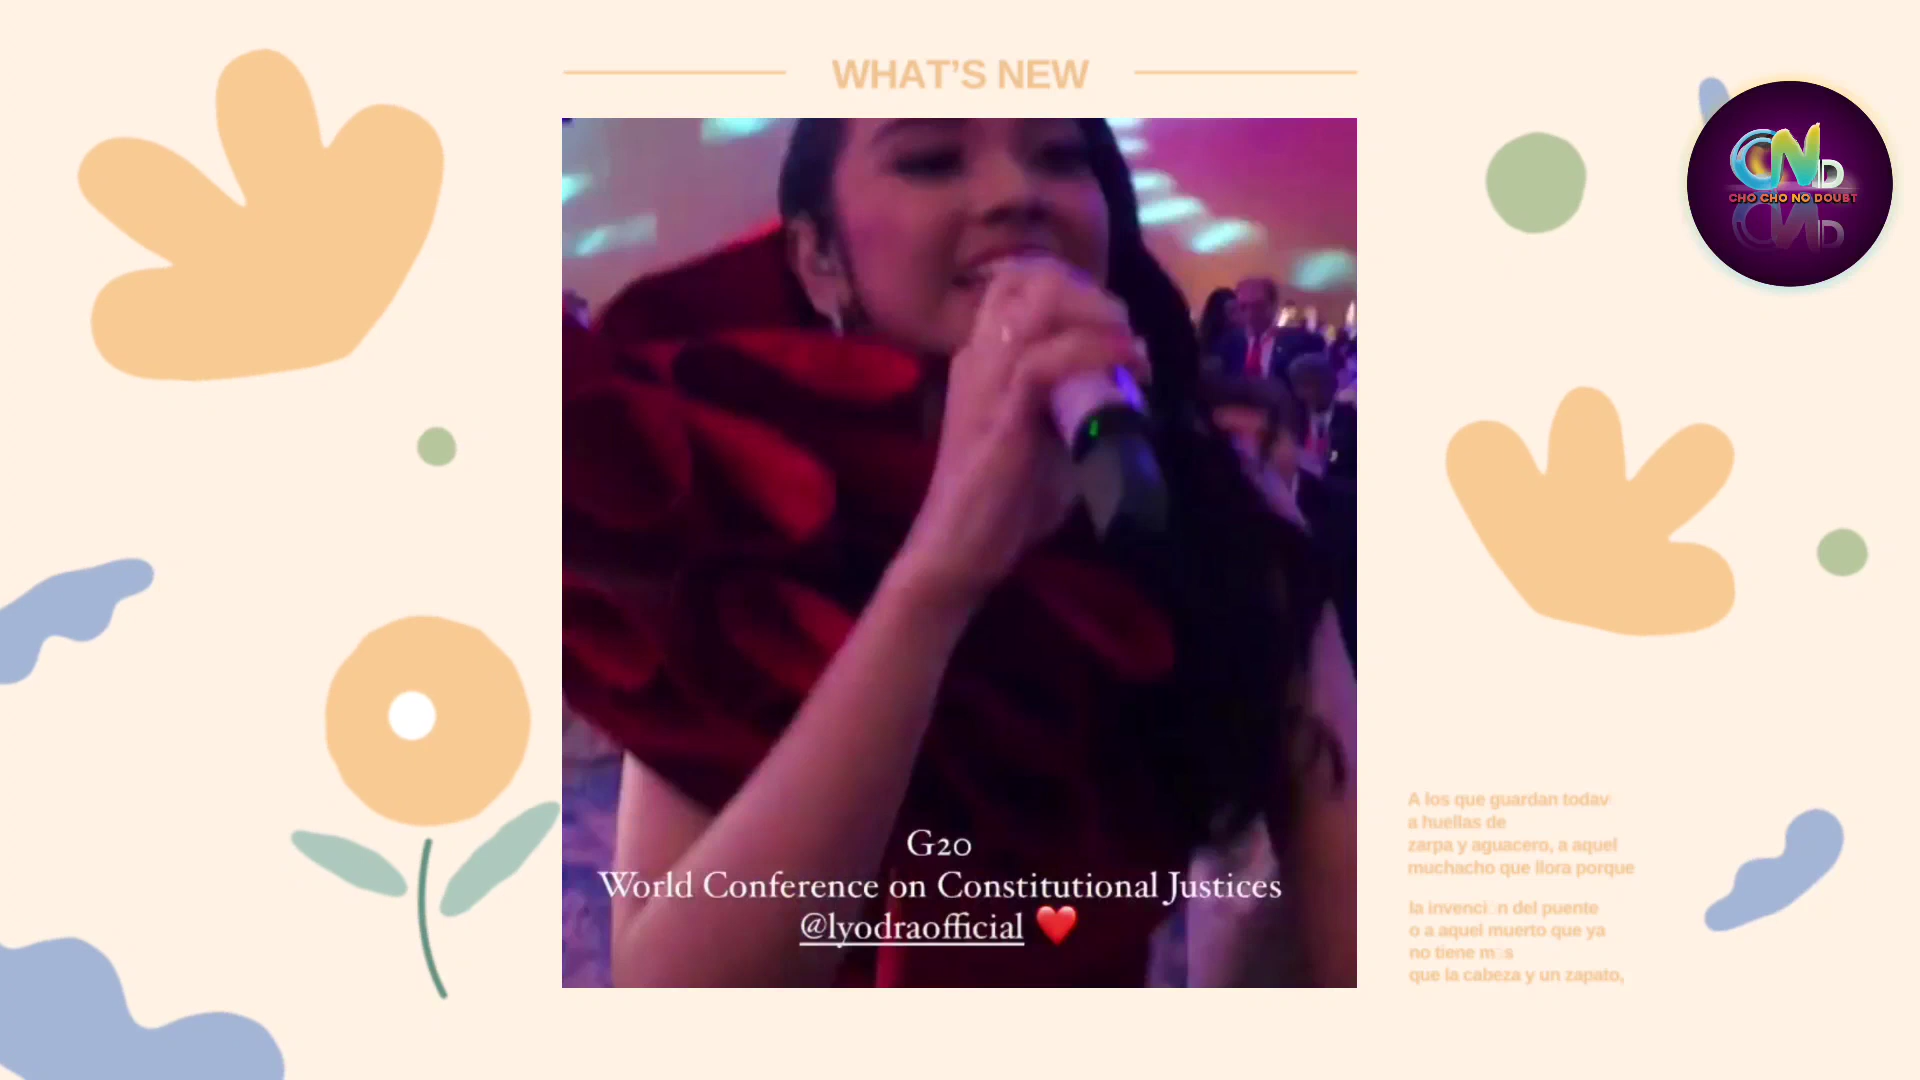 WHAT'S NEW
CND
CHO CHO NO DOUBT
G20
World Conference on Constitutional Justices
@lyodraofficial ❤️
A los que guardan todav
a huellas de
zarpa y aguacero, a aquel
muchacho que llora porque
la invenci n del puente
o a aquel muerto que ya
no tiene m s
que la cabeza y un zapato,